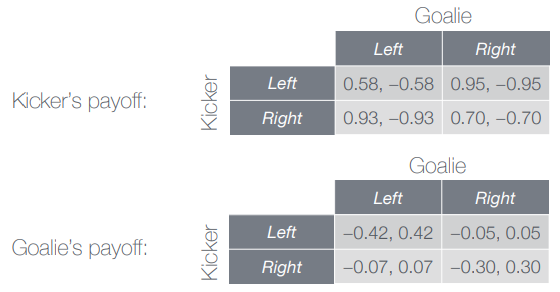 Goalie
Left Right
Kicker's payoff:
Kicker
Left 0.58, –0.58 0.95, –0.95
Right 0.93, –0.93 0.70, –0.70
Goalie
Left Right
Goalie's payoff:
Kicker
Left –0.42, 0.42 –0.05, 0.05
Right –0.07, 0.07 –0.30, 0.30